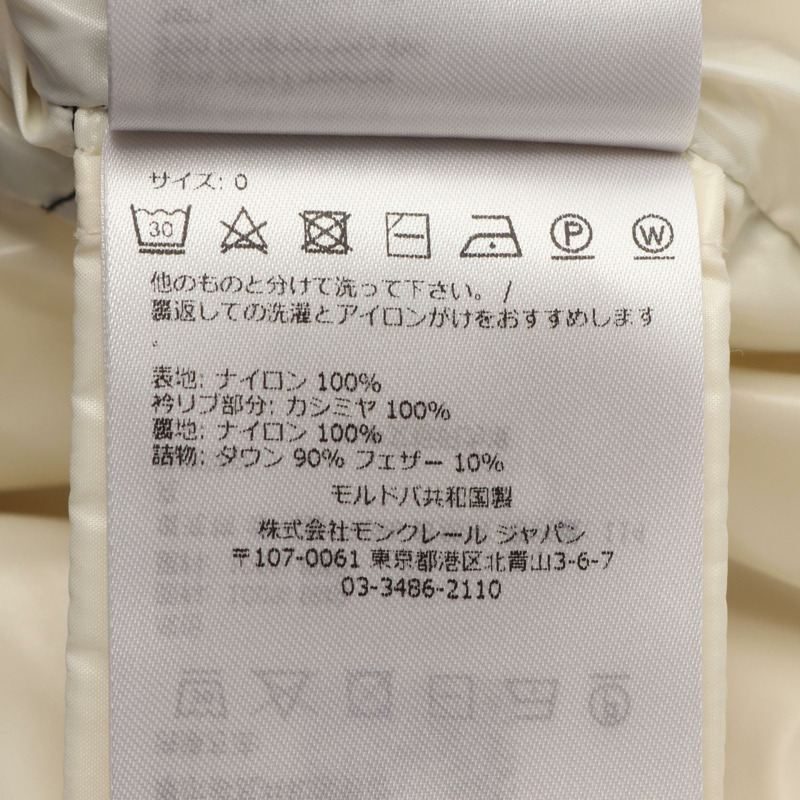 サイズ: 0
30
P W
他のものと分けて洗って下さい。 /
裏返しての洗濯とアイロンがけをおすすめします
。
表地: ナイロン 100%
衿リブ部分: カシミヤ 100%
裏地: ナイロン 100%
詰物: ダウン 90% フェザー 10%
モルドバ共和国製
株式会社モンクレール ジャパン
〒107-0061 東京都港区北青山3-6-7
03-3486-2110